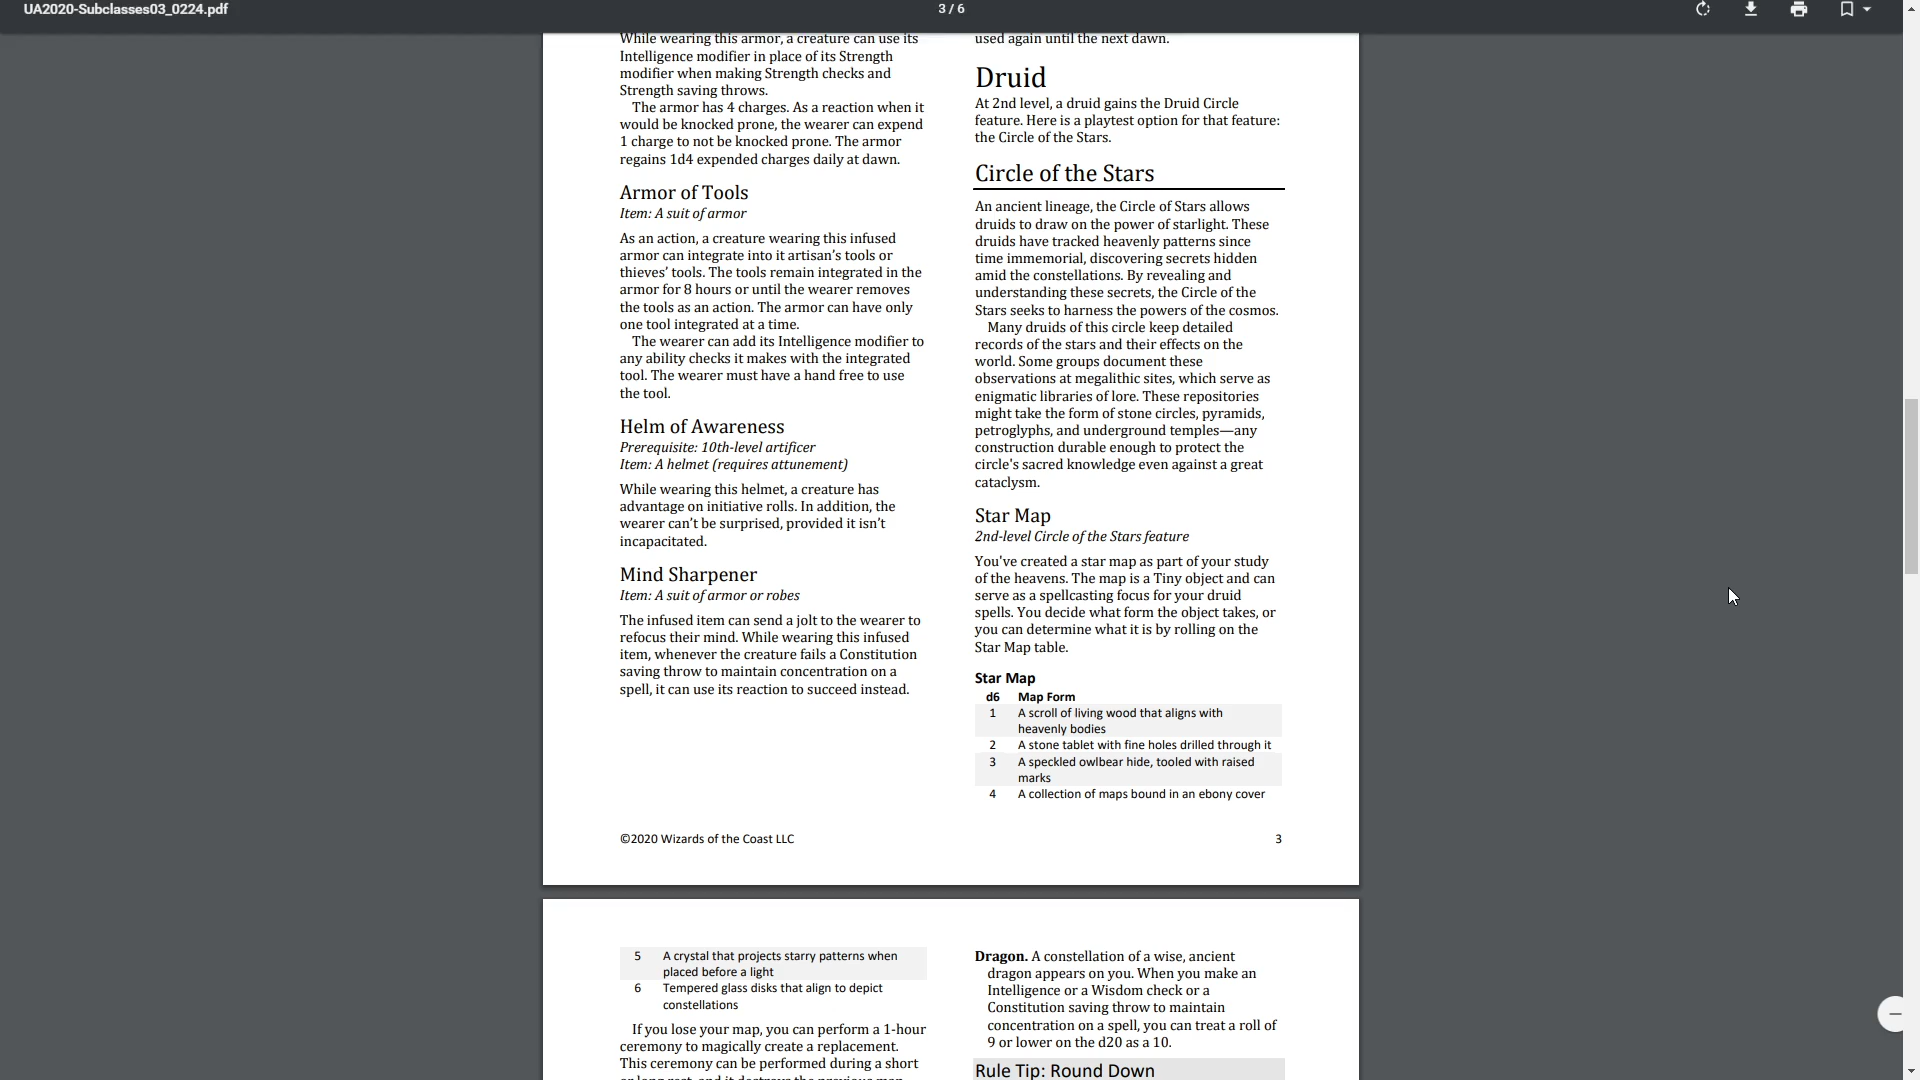 UA2020-Subclasses03_0224.pdf
3 / 6
While wearing this armor, a creature can use its
Intelligence modifier in place of its Strength
modifier when making Strength checks and
Strength saving throws.
The armor has 4 charges. As a reaction when it
would be knocked prone, the wearer can expend
1 charge to not be knocked prone. The armor
regains 1d4 expended charges daily at dawn.
Armor of Tools
Item: A suit of armor
As an action, a creature wearing this infused
armor can integrate into it artisan’s tools or
thieves’ tools. The tools remain integrated in the
armor for 8 hours or until the wearer removes
the tools as an action. The armor can have only
one tool integrated at a time.
The wearer can add its Intelligence modifier to
any ability checks it makes with the integrated
tool. The wearer must have a hand free to use
the tool.
Helm of Awareness
Prerequisite: 10th-level artificer
Item: A helmet (requires attunement)
While wearing this helmet, a creature has
advantage on initiative rolls. In addition, the
wearer can’t be surprised, provided it isn’t
incapacitated.
Mind Sharpener
Item: A suit of armor or robes
The infused item can send a jolt to the wearer to
refocus their mind. While wearing this infused
item, whenever the creature fails a Constitution
saving throw to maintain concentration on a
spell, it can use its reaction to succeed instead.
used again until the next dawn.
Druid
At 2nd level, a druid gains the Druid Circle
feature. Here is a playtest option for that feature:
the Circle of the Stars.
Circle of the Stars
An ancient lineage, the Circle of Stars allows
druids to draw on the power of starlight. These
druids have tracked heavenly patterns since
time immemorial, discovering secrets hidden
amid the constellations. By revealing and
understanding these secrets, the Circle of the
Stars seeks to harness the powers of the cosmos.
Many druids of this circle keep detailed
records of the stars and their effects on the
world. Some groups document these
observations at megalithic sites, which serve as
enigmatic libraries of lore. These repositories
might take the form of stone circles, pyramids,
petroglyphs, and underground temples—any
construction durable enough to protect the
circle's sacred knowledge even against a great
cataclysm.
Star Map
2nd-level Circle of the Stars feature
You've created a star map as part of your study
of the heavens. The map is a Tiny object and can
serve as a spellcasting focus for your druid
spells. You decide what form the object takes, or
you can determine what it is by rolling on the
Star Map table.
Star Map
d6 Map Form
1 A scroll of living wood that aligns with
heavenly bodies
2 A stone tablet with fine holes drilled through it
3 A speckled owlbear hide, tooled with raised
marks
4 A collection of maps bound in an ebony cover
©2020 Wizards of the Coast LLC
3
5 A crystal that projects starry patterns when
placed before a light
6 Tempered glass disks that align to depict
constellations
If you lose your map, you can perform a 1-hour
ceremony to magically create a replacement.
This ceremony can be performed during a short
or long rest, and it destroys the previous map.
Dragon. A constellation of a wise, ancient
dragon appears on you. When you make an
Intelligence or a Wisdom check or a
Constitution saving throw to maintain
concentration on a spell, you can treat a roll of
9 or lower on the d20 as a 10.
Rule Tip: Round Down